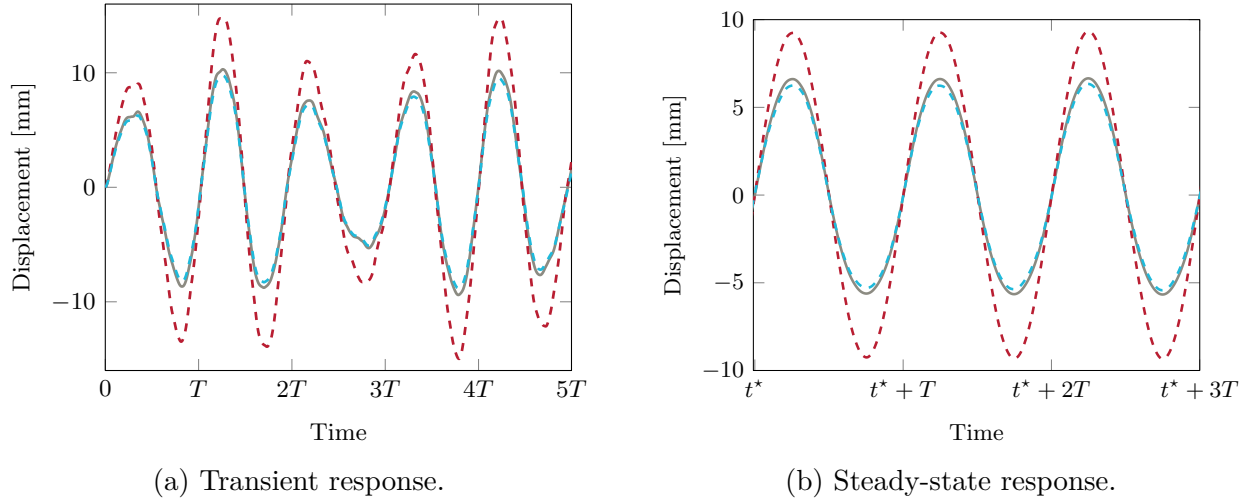 10
0
−10
0
T
2T
3T
4T
5T
Displacement [mm]
Time
(a) Transient response.
10
5
0
−5
−10
t⋆
t⋆ + T
t⋆ + 2T
t⋆ + 3T
Displacement [mm]
Time
(b) Steady-state response.